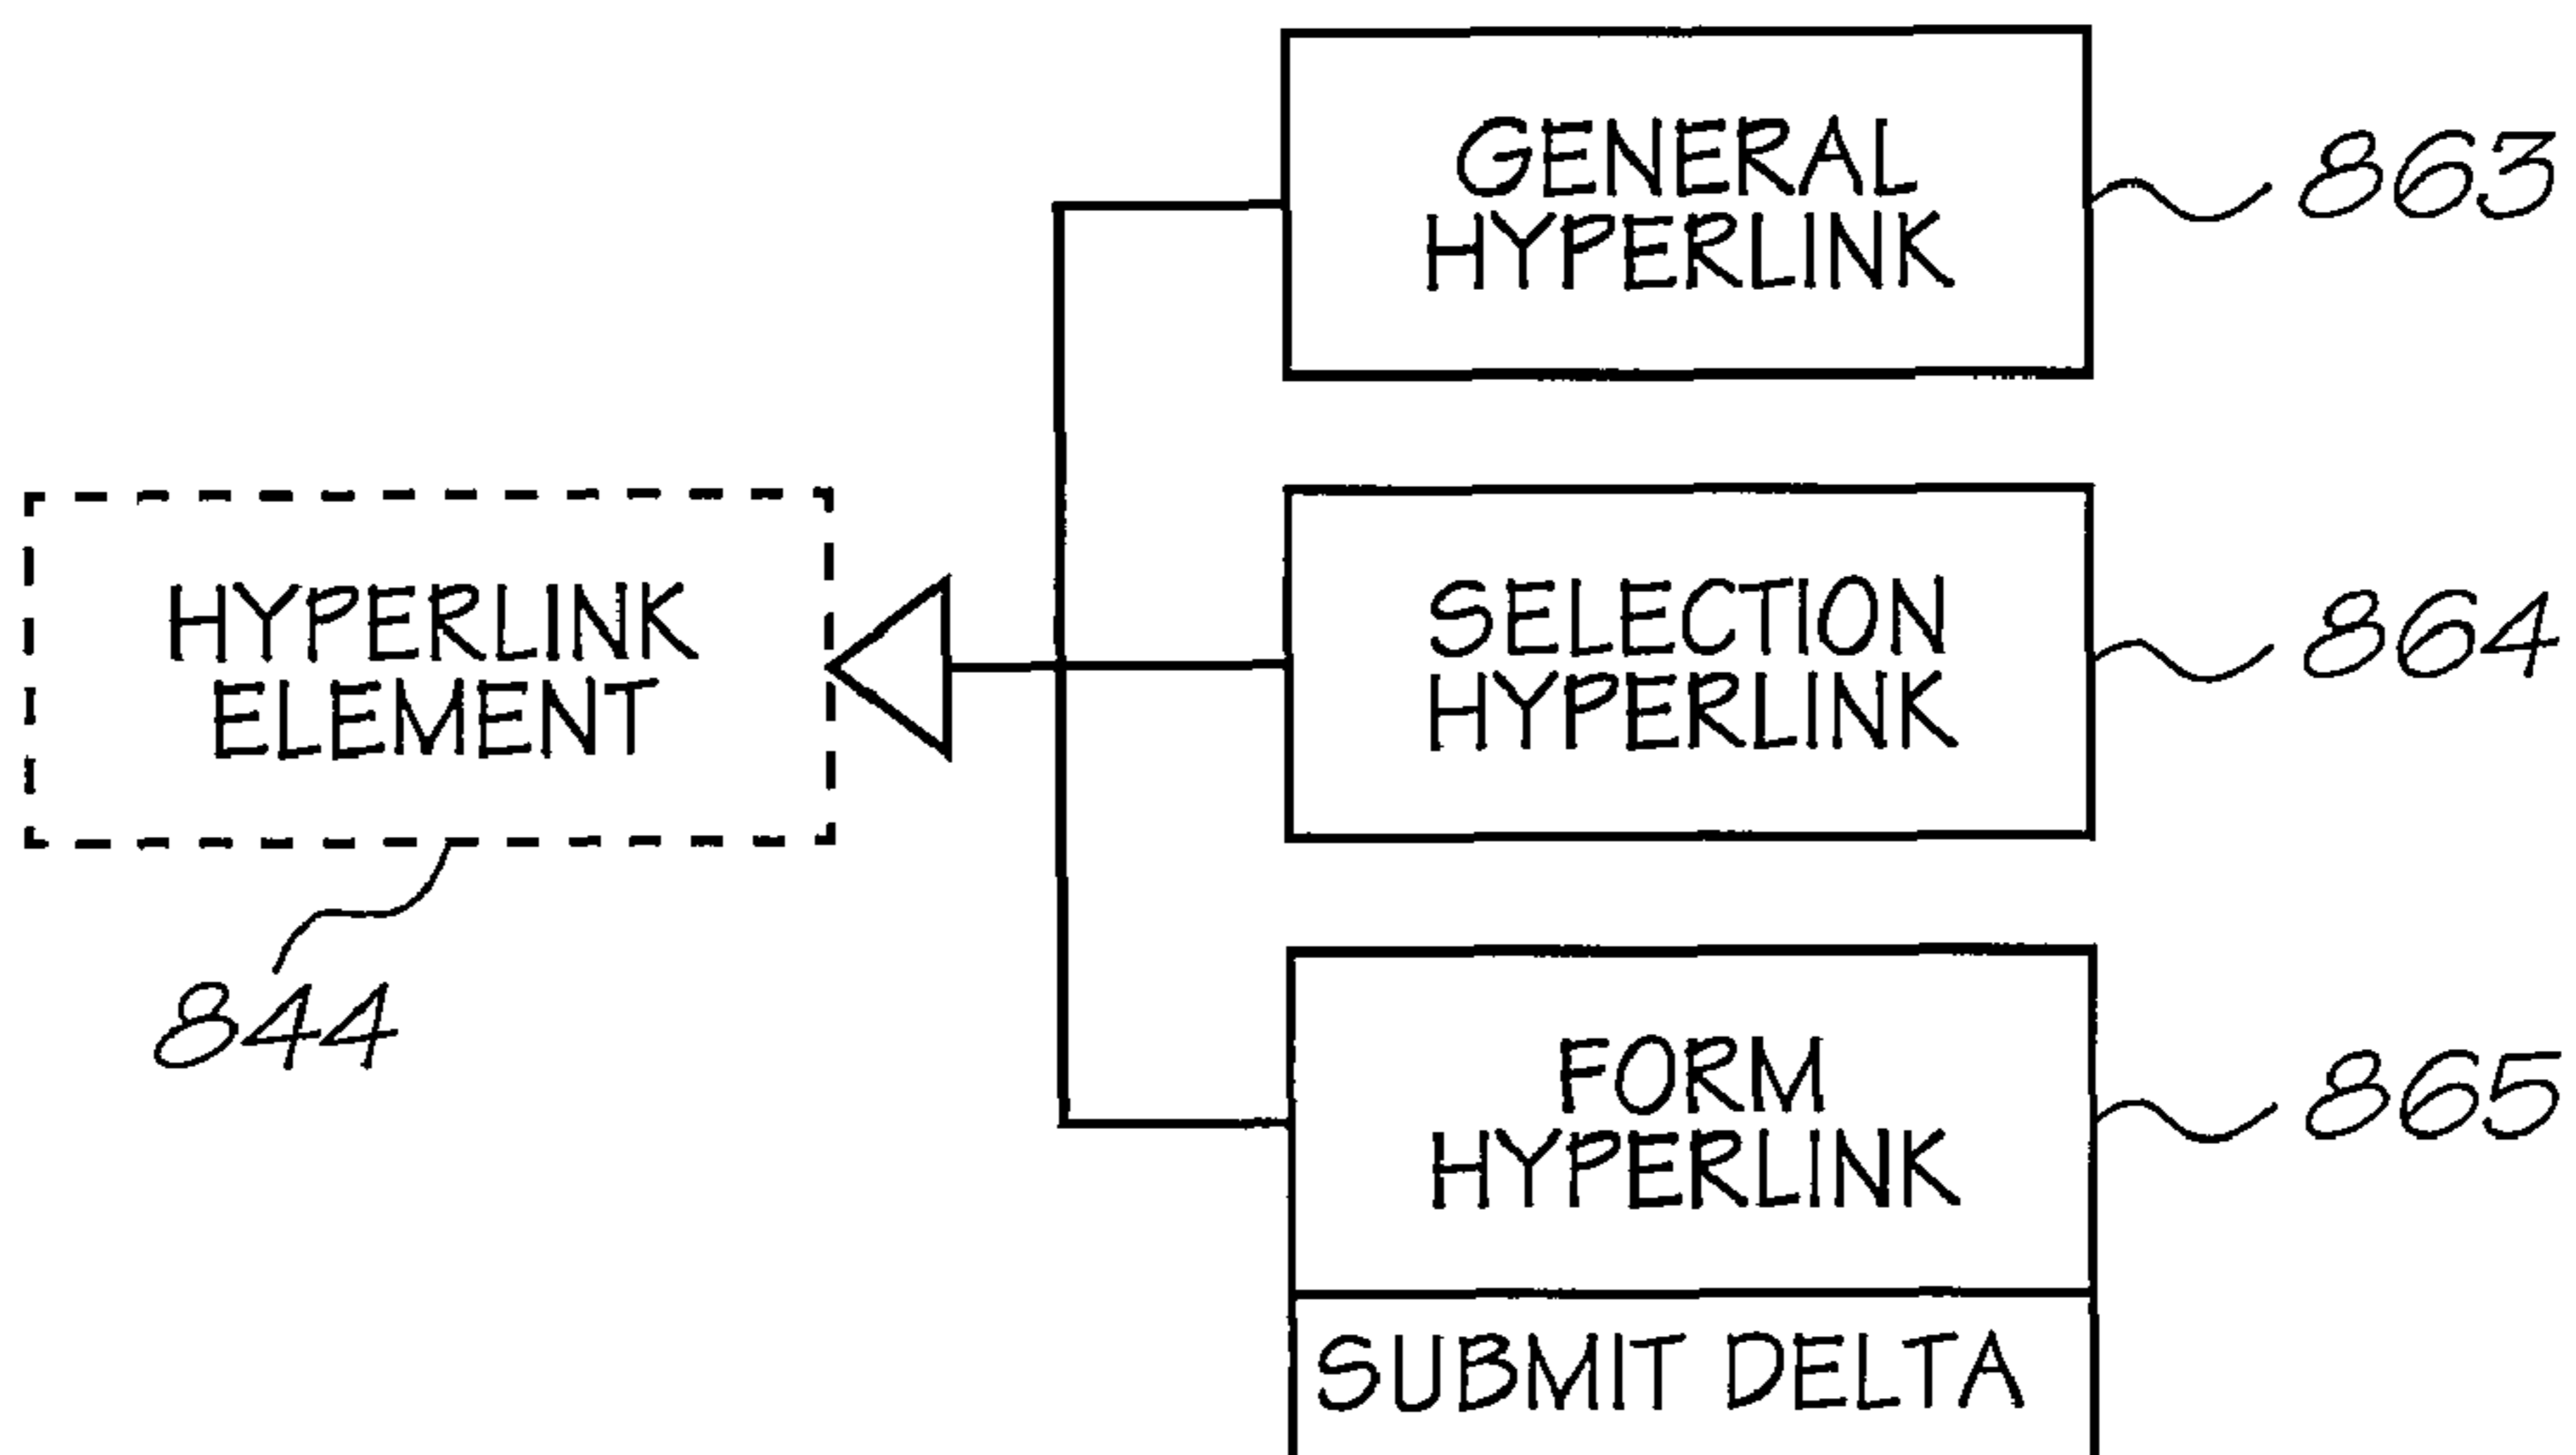 GENERAL
HYPERLINK
863
HYPERLINK
ELEMENT
844
SELECTION
HYPERLINK
864
FORM
HYPERLINK
865
SUBMIT DELTA